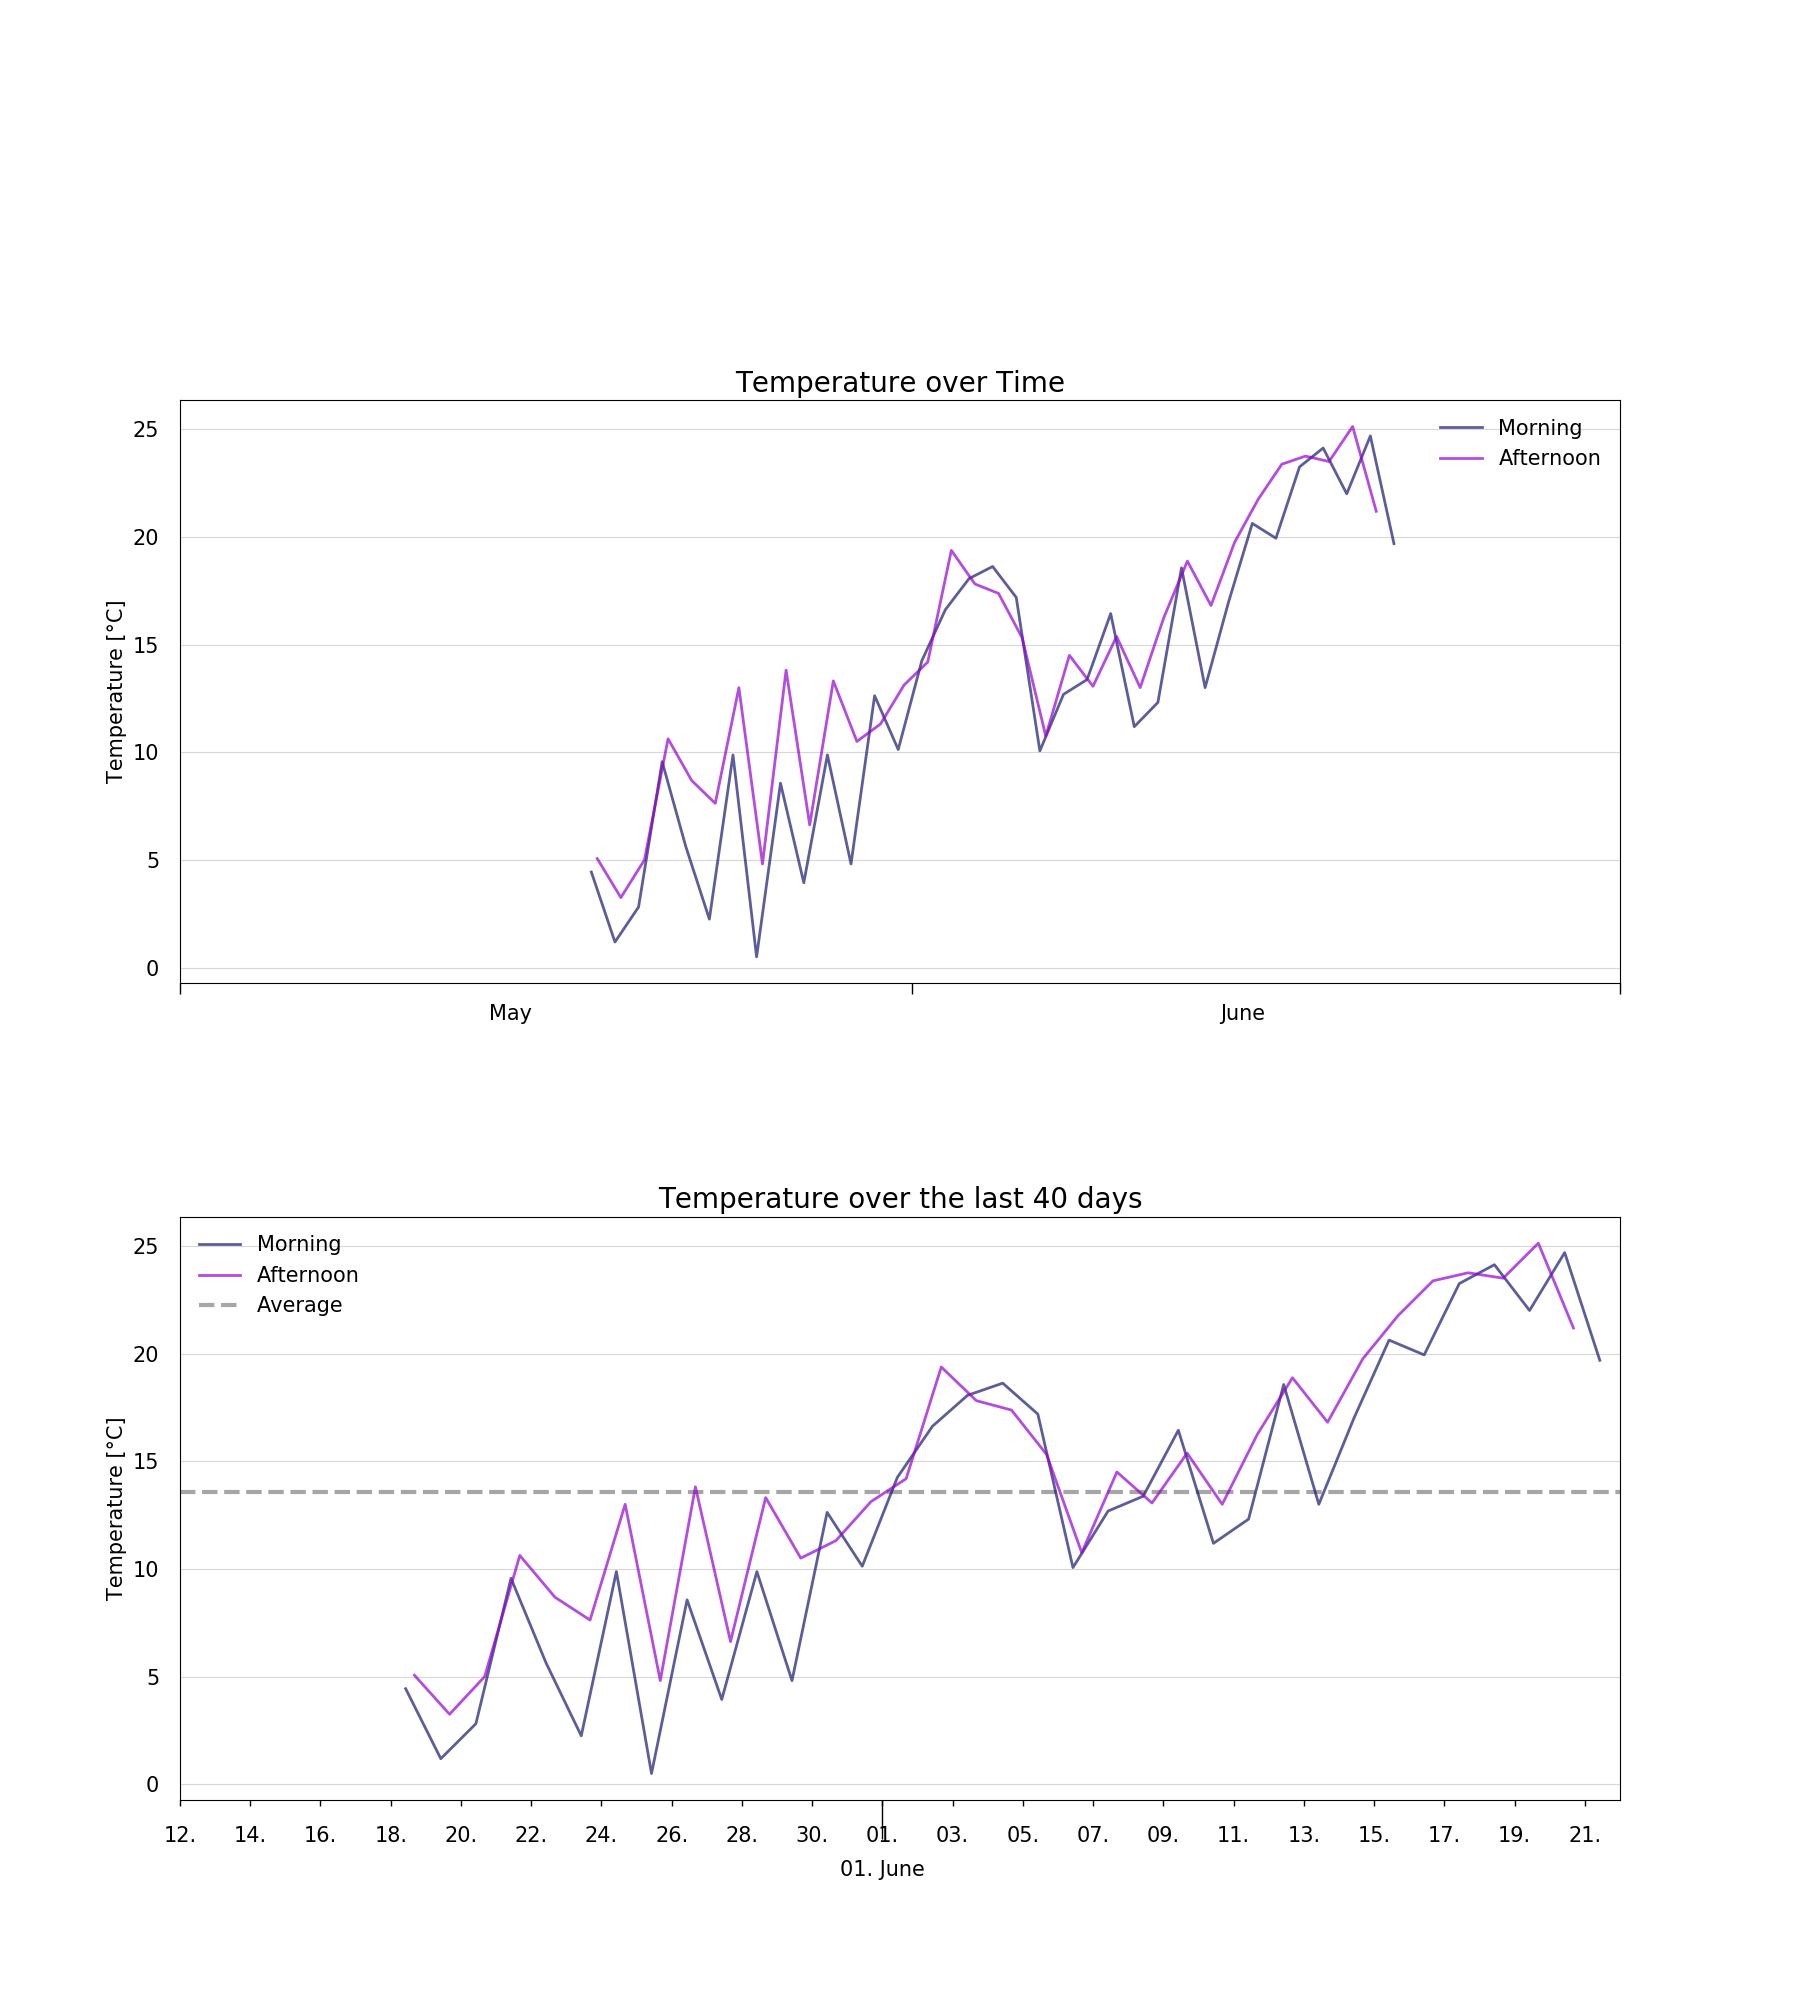 Temperature over Time
Morning
Afternoon
25
20
15
10
5
0
Temperature [°C]
May June
Temperature over the last 40 days
Morning
Afternoon
Average
25
20
15
10
5
0
Temperature [°C]
12. 14. 16. 18. 20. 22. 24. 26. 28. 30. 01. 03. 05. 07. 09. 11. 13. 15. 17. 19. 21.
01. June